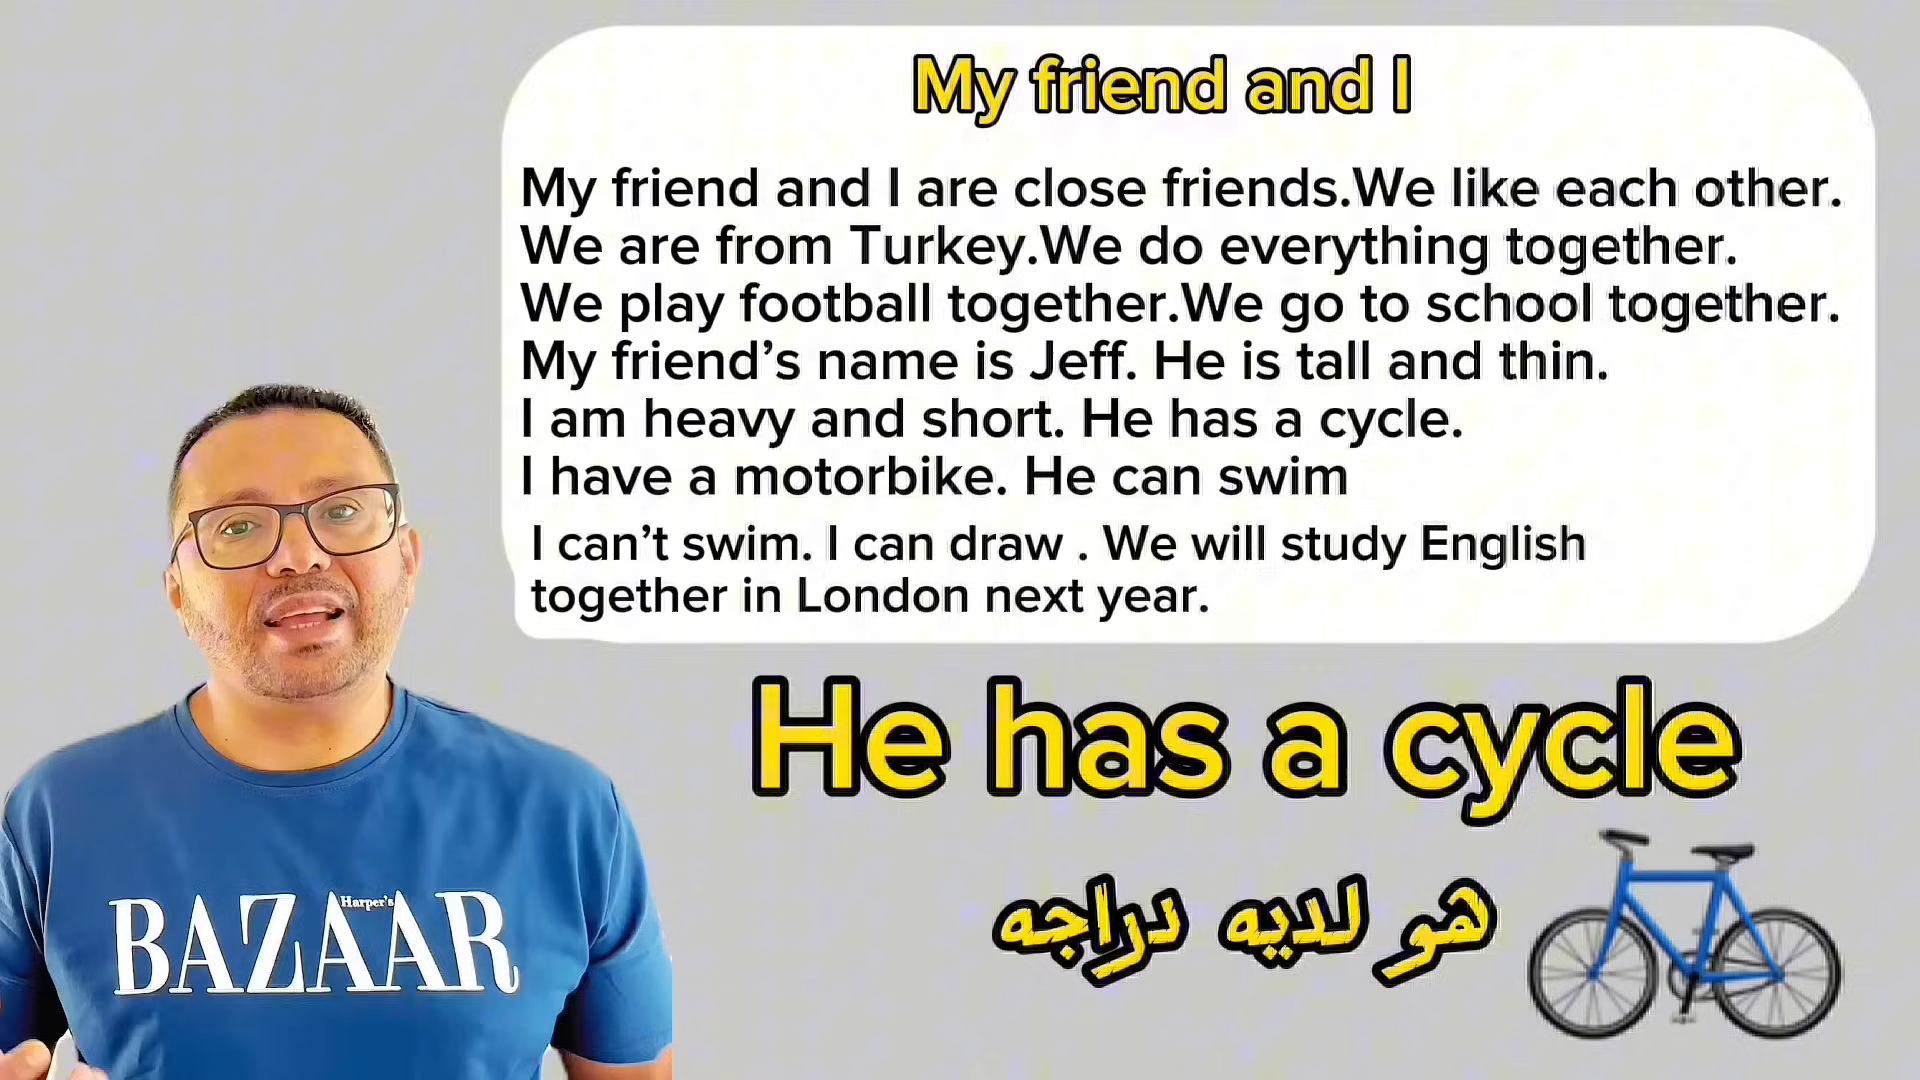 My friend and I
My friend and I are close friends.We like each other.
We are from Turkey.We do everything together.
We play football together.We go to school together.
My friend’s name is Jeff. He is tall and thin.
I am heavy and short. He has a cycle.
I have a motorbike. He can swim
I can’t swim. I can draw . We will study English
together in London next year.
He has a cycle
هو لديه دراجه
Harper's
BAZAAR